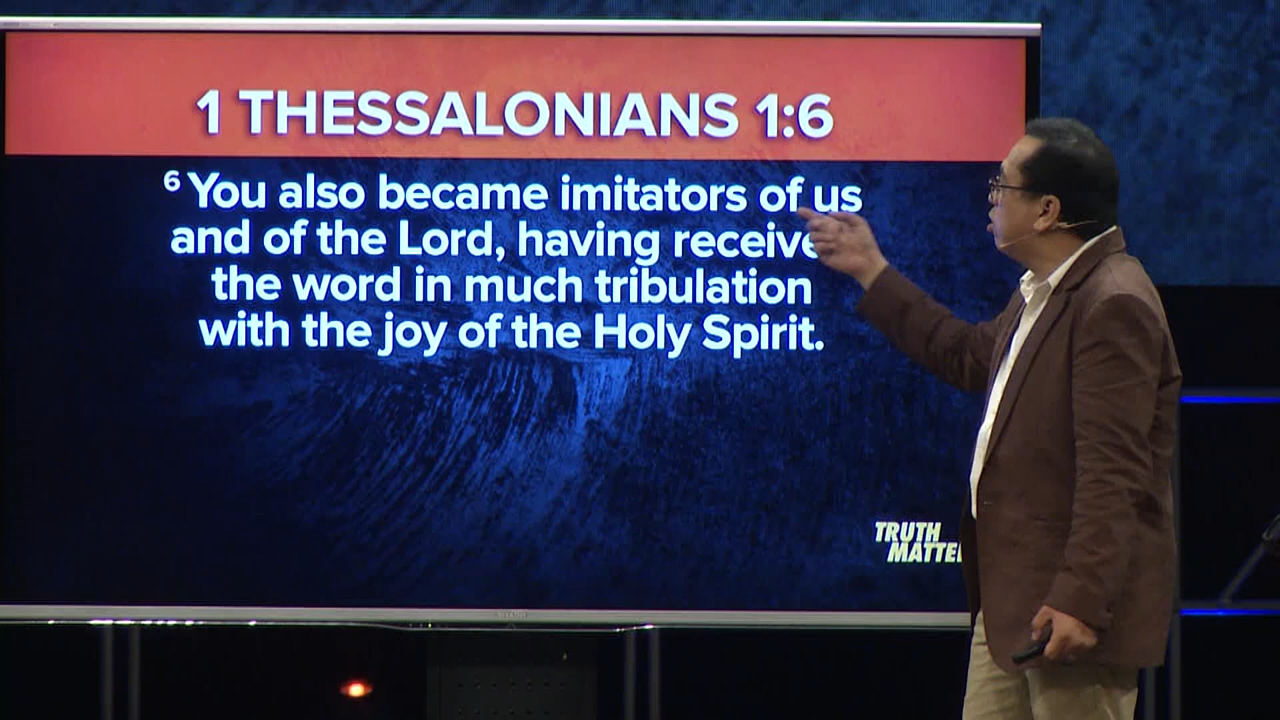 1 THESSALONIANS 1:6
6 You also became imitators of us
and of the Lord, having receive
the word in much tribulation
with the joy of the Holy Spirit.
TRUTH
MATTE